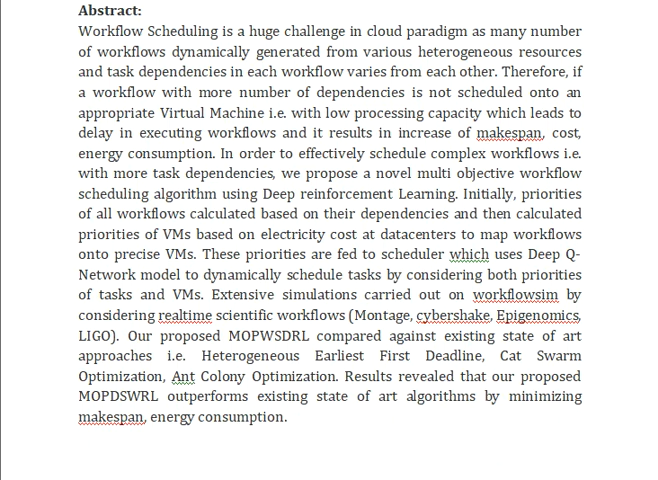 Abstract:
Workflow Scheduling is a huge challenge in cloud paradigm as many number
of workflows dynamically generated from various heterogeneous resources
and task dependencies in each workflow varies from each other. Therefore, if
a workflow with more number of dependencies is not scheduled onto an
appropriate Virtual Machine i.e. with low processing capacity which leads to
delay in executing workflows and it results in increase of makespan, cost,
energy consumption. In order to effectively schedule complex workflows i.e.
with more task dependencies, we propose a novel multi objective workflow
scheduling algorithm using Deep reinforcement Learning. Initially, priorities
of all workflows calculated based on their dependencies and then calculated
priorities of VMs based on electricity cost at datacenters to map workflows
onto precise VMs. These priorities are fed to scheduler which uses Deep Q-
Network model to dynamically schedule tasks by considering both priorities
of tasks and VMs. Extensive simulations carried out on workflowsim by
considering realtime scientific workflows (Montage, cybershake, Epigenomics,
LIGO). Our proposed MOPWSDRL compared against existing state of art
approaches i.e. Heterogeneous Earliest First Deadline, Cat Swarm
Optimization, Ant Colony Optimization. Results revealed that our proposed
MOPDSWRL outperforms existing state of art algorithms by minimizing
makespan, energy consumption.